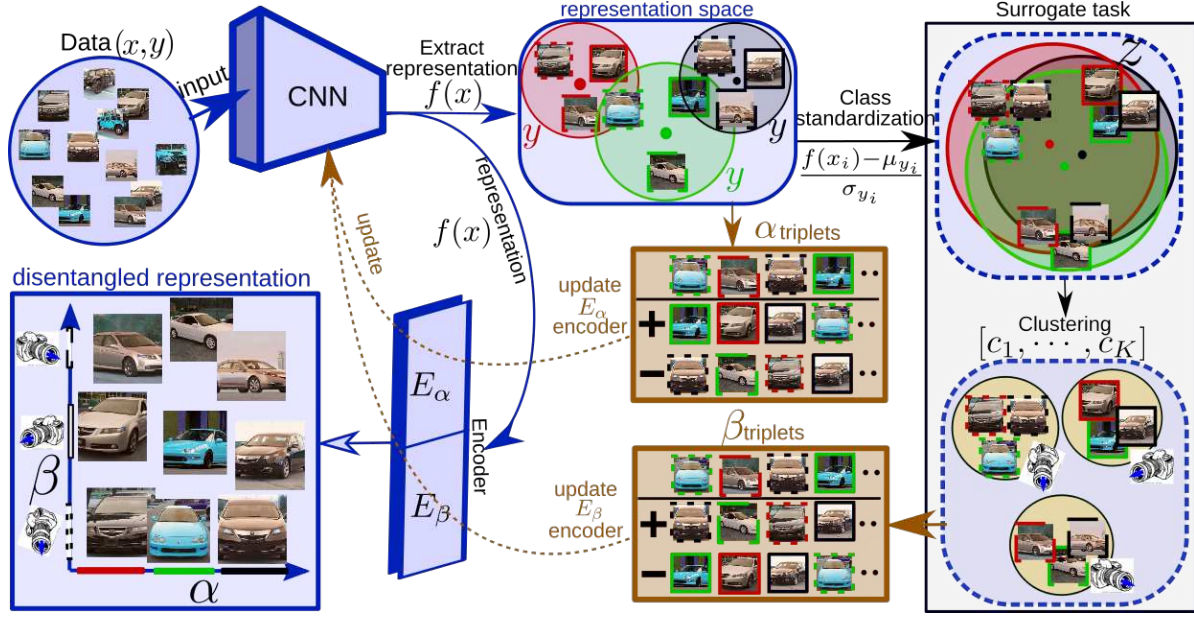 Data (x,y)
input
CNN
Extract
representation
f(x)
representation space
y
y
y
Class
standardization
f(x_i)−μ_{y_i}
σ_{y_i}
Surrogate task
z
representation
f(x)
update
α triplets
update
E_α
encoder
+
−
··
··
··
Clustering
[c_1, ··· , c_K]
disentangled representation
β
α
E_α
E_β
Encoder
β triplets
update
E_β
encoder
+
−
··
··
··